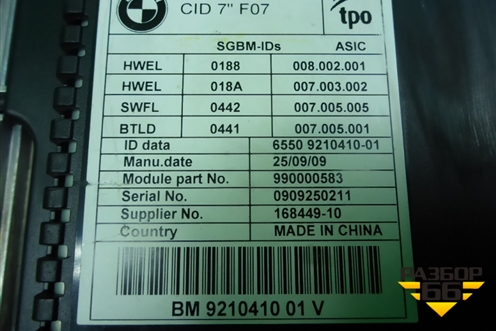 CID 7" F07
tpo
SGBM-IDs ASIC
HWEL 0188 008.002.001
HWEL 018A 007.003.002
SWFL 0442 007.005.005
BTLD 0441 007.005.001
ID data 6550 9210410-01
Manu.date 25/09/09
Module part No. 990000583
Serial No. 0909250211
Supplier No. 168449-10
Country MADE IN CHINA
BM 9210410 01 V
РАЗБОР
66